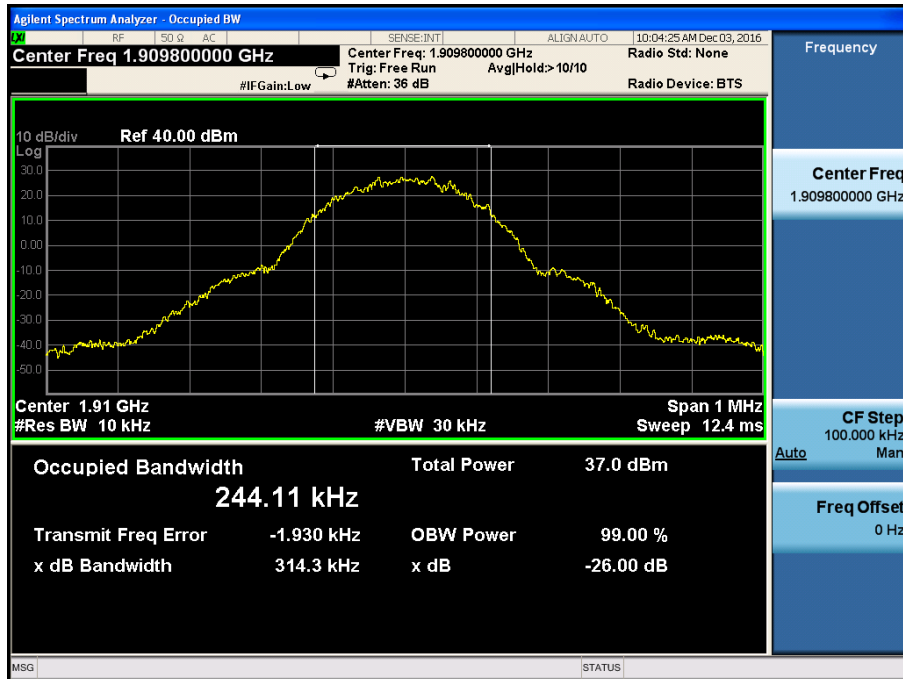 Agilent Spectrum Analyzer - Occupied BW
LXI RF 50 Ω AC SENSE:INT ALIGN AUTO 10:04:25 AM Dec 03, 2016
Center Freq 1.909800000 GHz
Center Freq: 1.909800000 GHz
Radio Std: None
Trig: Free Run Avg|Hold:>10/10
#IFGain:Low
#Atten: 36 dB
Radio Device: BTS
Frequency
10 dB/div Ref 40.00 dBm
Log
30.0
20.0
10.0
0.00
-10.0
-20.0
-30.0
-40.0
-50.0
Center 1.91 GHz Span 1 MHz
#Res BW 10 kHz #VBW 30 kHz Sweep 12.4 ms
Occupied Bandwidth Total Power 37.0 dBm
244.11 kHz
Transmit Freq Error -1.930 kHz OBW Power 99.00 %
x dB Bandwidth 314.3 kHz x dB -26.00 dB
Center Freq
1.909800000 GHz
CF Step
100.000 kHz
Auto Man
Freq Offset
0 Hz
MSG STATUS